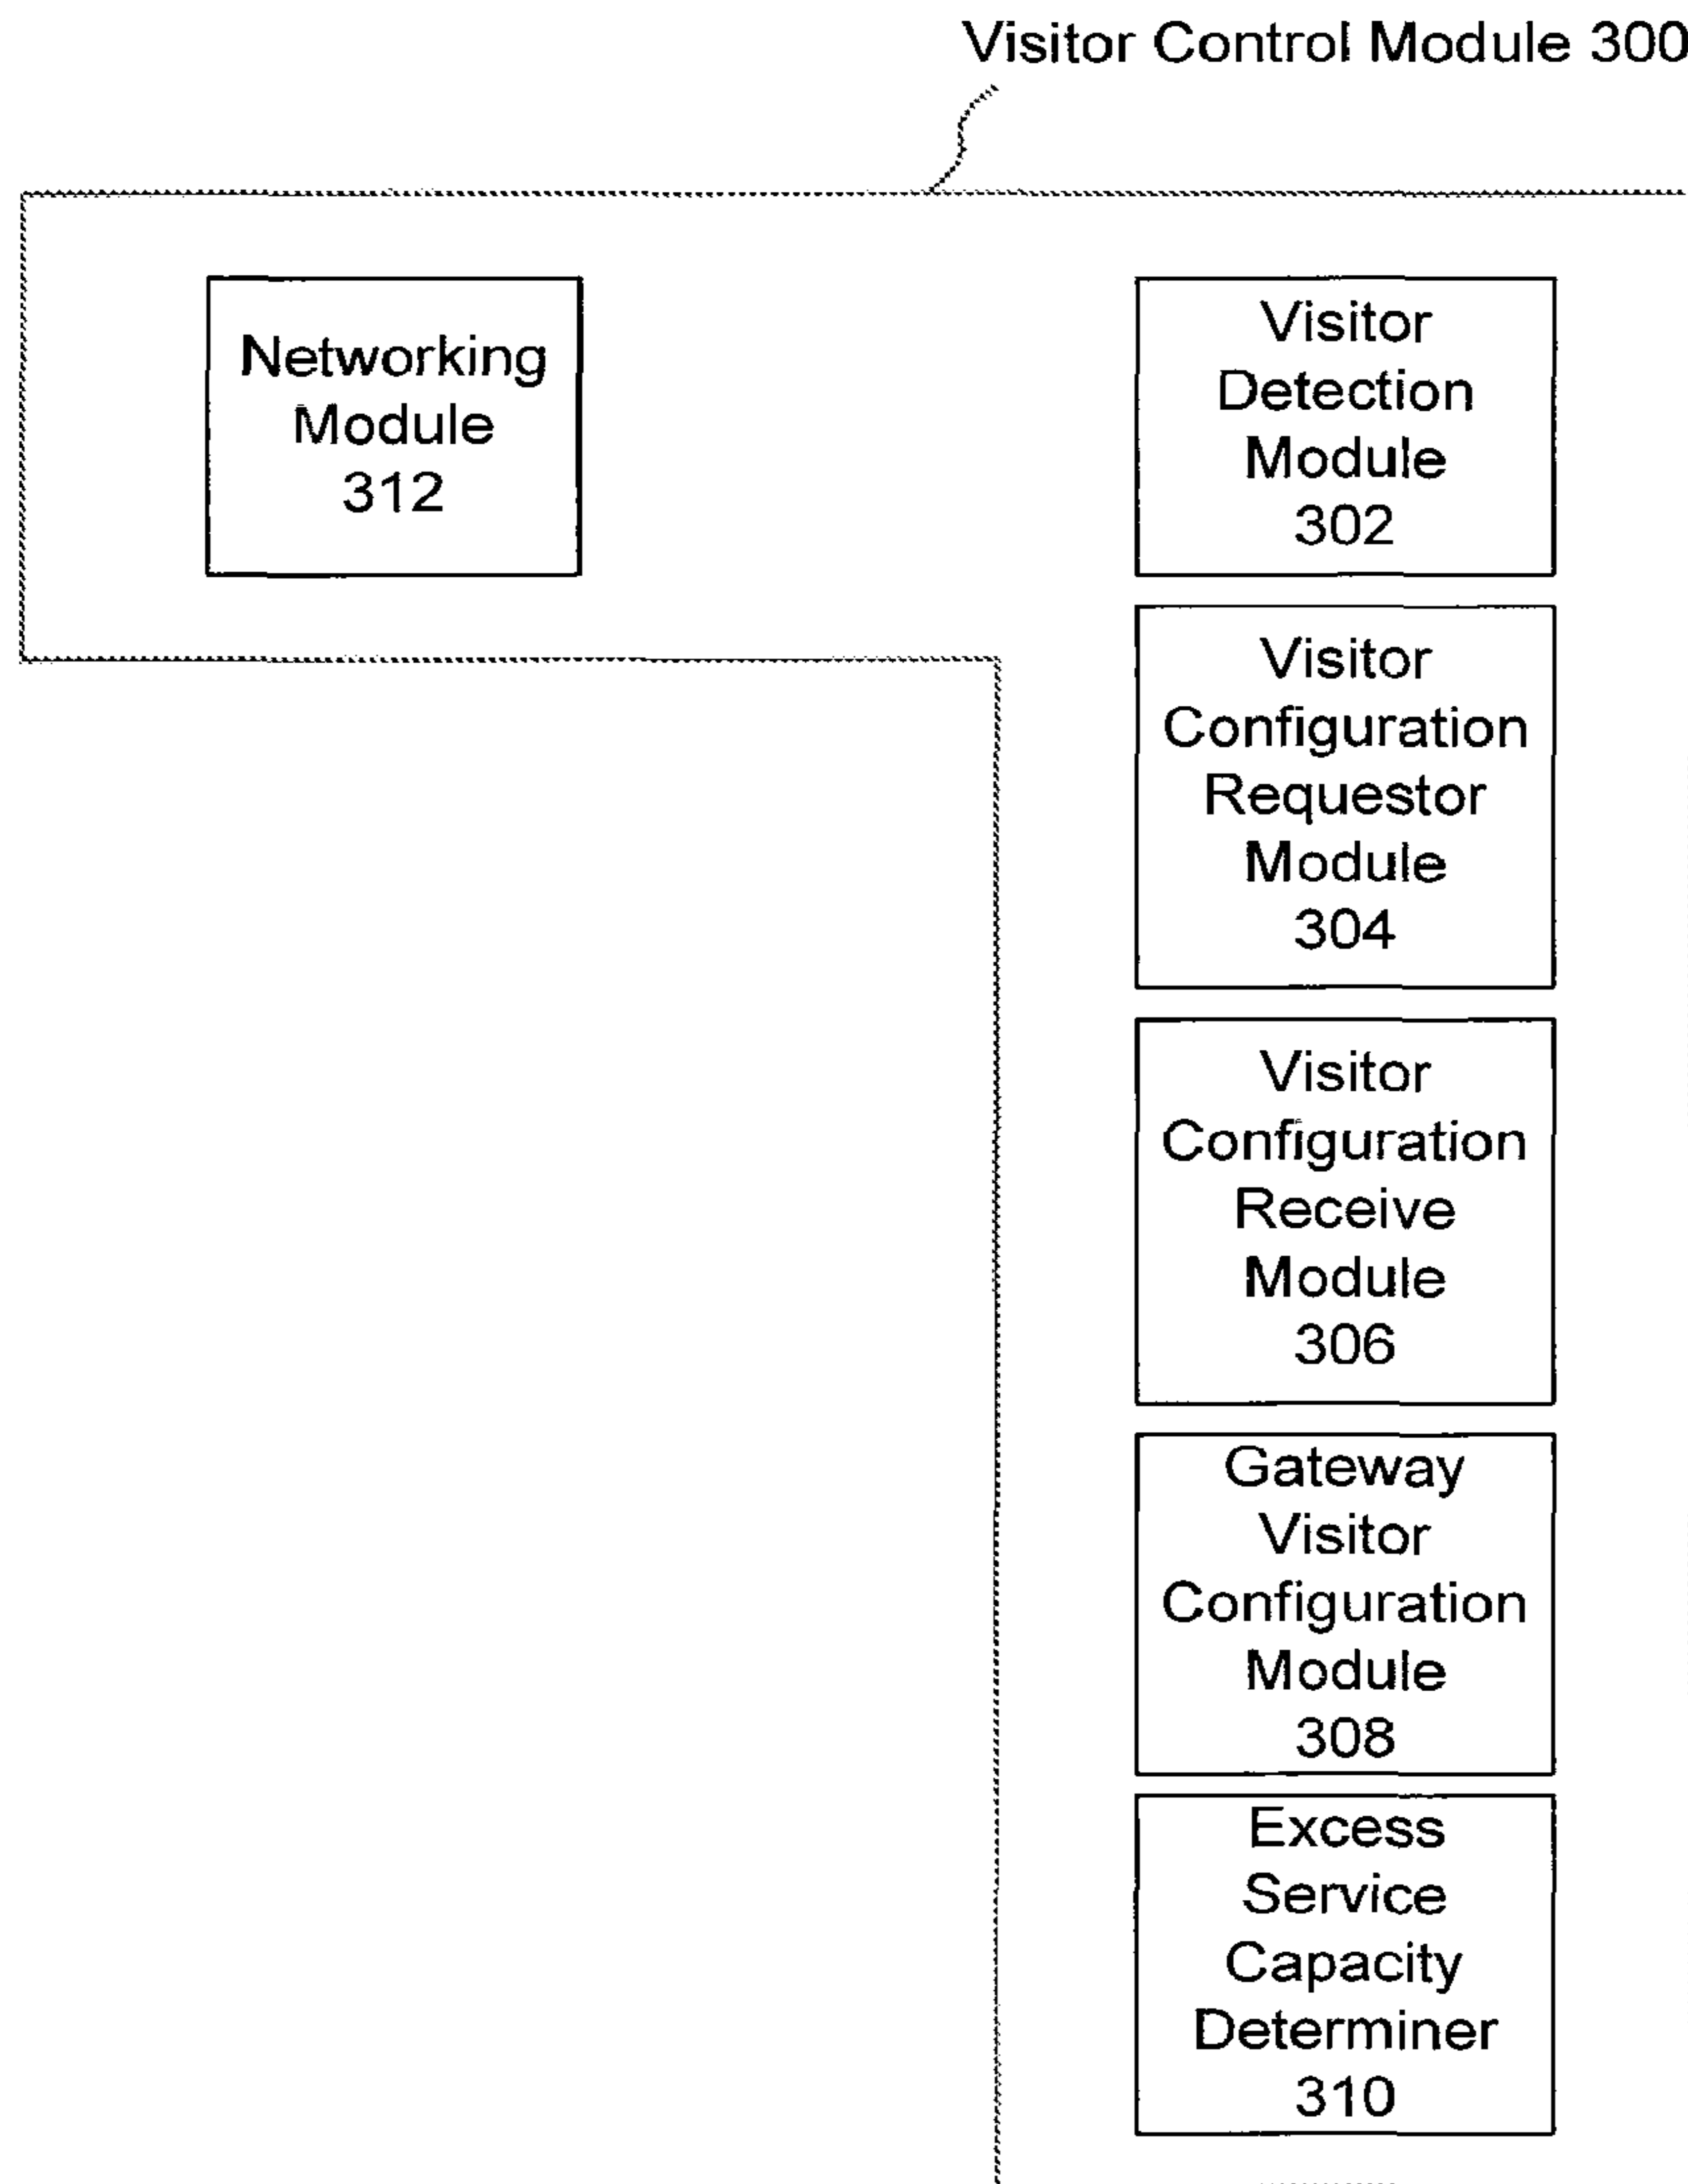 Visitor Control Module 300
Networking
Module
312
Visitor
Detection
Module
302
Visitor
Configuration
Requestor
Module
304
Visitor
Configuration
Receive
Module
306
Gateway
Visitor
Configuration
Module
308
Excess
Service
Capacity
Determiner
310